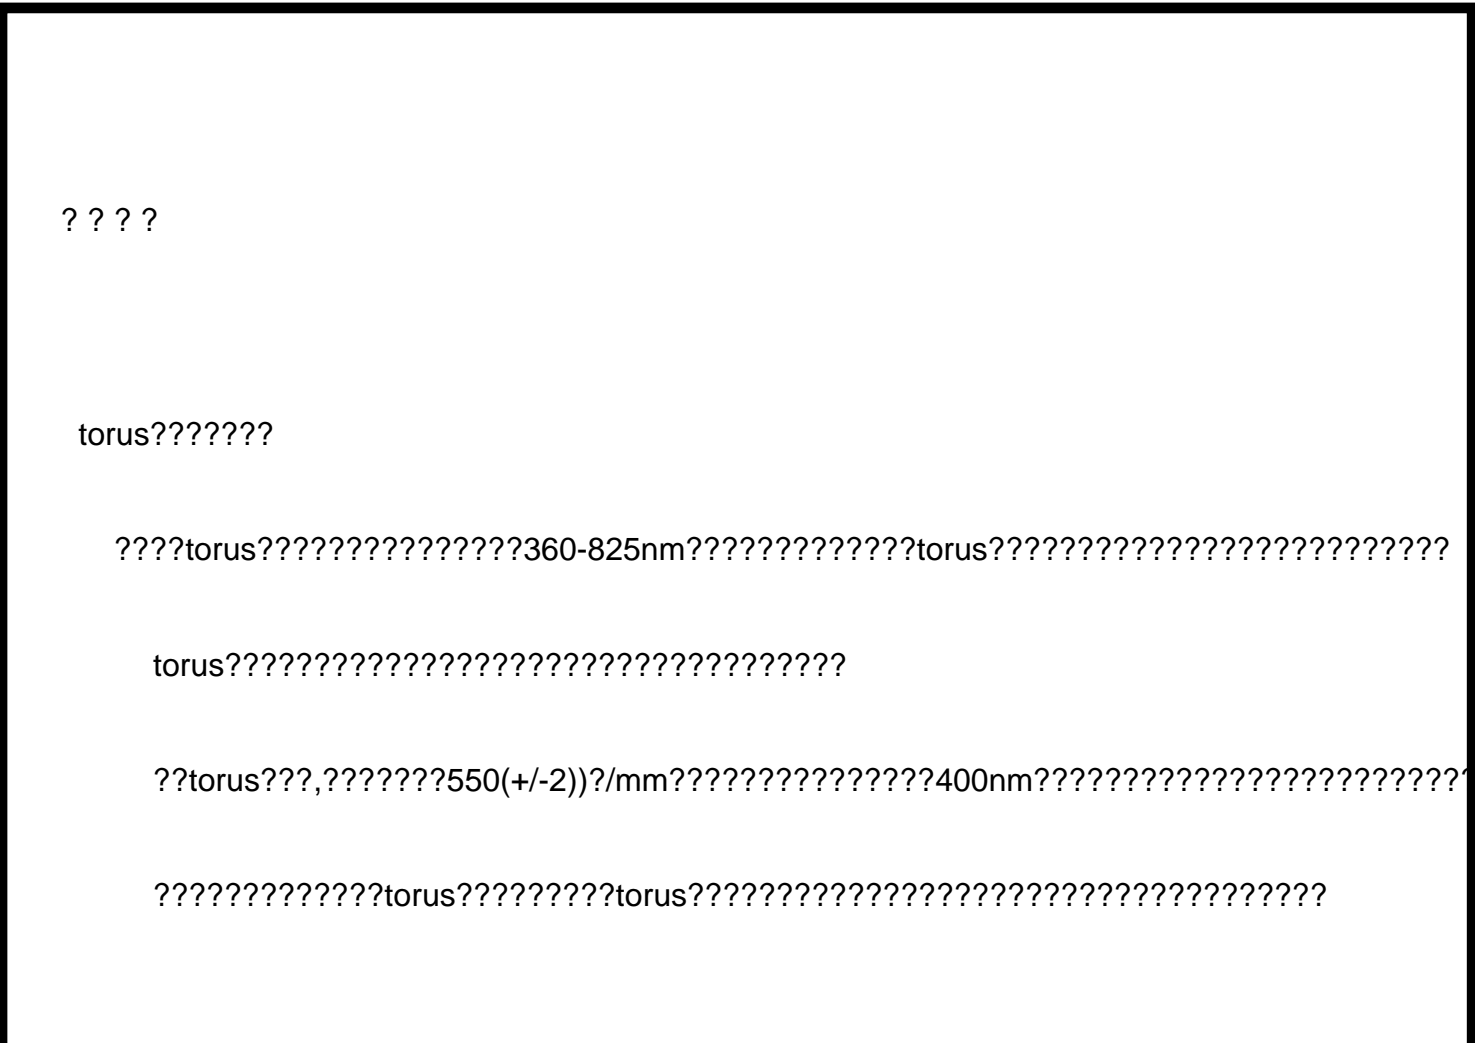 ? ? ? ?
torus???????
????torus???????????????360-825nm?????????????torus??????????????????????????
torus???????????????????????????????????
??torus???,???????550(+/-2))?/mm???????????????400nm?????????????????????????
?????????????torus?????????torus????????????????????????????????????